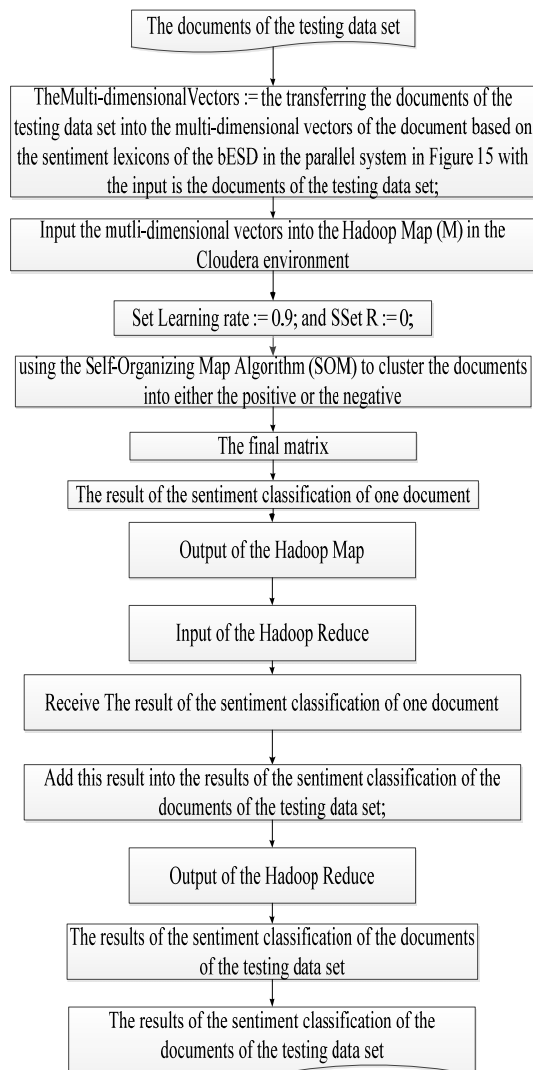 The documents of the testing data set
TheMulti-dimensionalVectors := the transferring the documents of the
testing data set into the multi-dimensional vectors of the document based on
the sentiment lexicons of the bESD in the parallel system in Figure 15 with
the input is the documents of the testing data set;
Input the mutli-dimensional vectors into the Hadoop Map (M) in the
Cloudera environment
Set Learning rate := 0.9; and SSet R := 0;
using the Self-Organizing Map Algorithm (SOM) to cluster the documents
into either the positive or the negative
The final matrix
The result of the sentiment classification of one document
Output of the Hadoop Map
Input of the Hadoop Reduce
Receive The result of the sentiment classification of one document
Add this result into the results of the sentiment classification of the
documents of the testing data set;
Output of the Hadoop Reduce
The results of the sentiment classification of the documents
of the testing data set
The results of the sentiment classification of the
documents of the testing data set